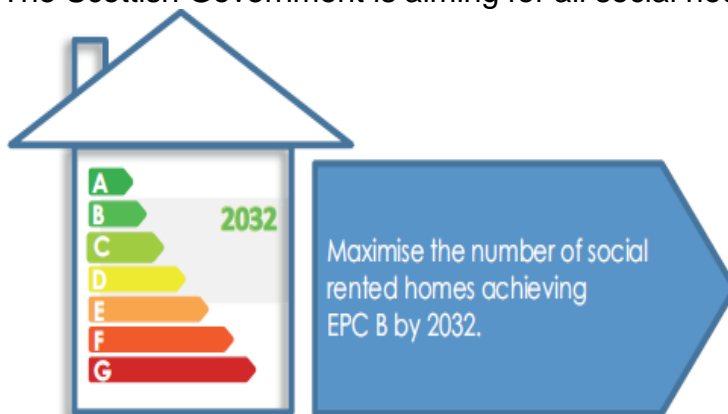 The Scottish Government is aiming for all social
A
B
2032
C
D
E
F
G
Maximise the number of social
rented homes achieving
EPC B by 2032.